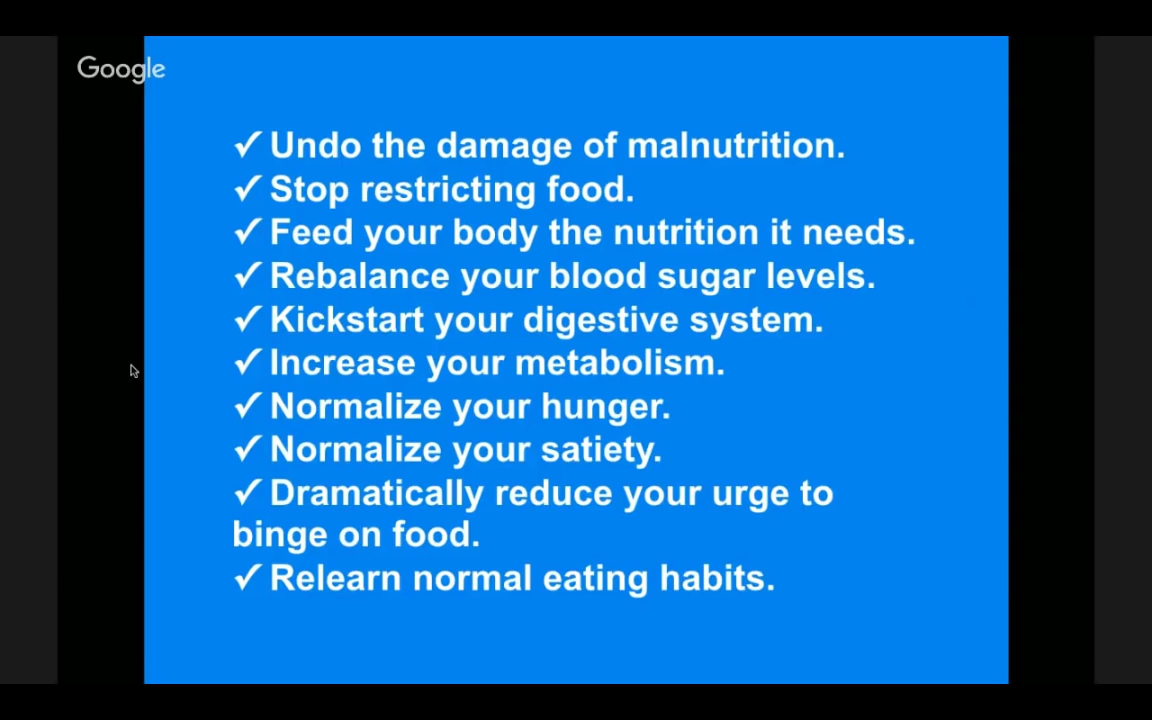 Google
✓ Undo the damage of malnutrition.
✓ Stop restricting food.
✓ Feed your body the nutrition it needs.
✓ Rebalance your blood sugar levels.
✓ Kickstart your digestive system.
✓ Increase your metabolism.
✓ Normalize your hunger.
✓ Normalize your satiety.
✓ Dramatically reduce your urge to
binge on food.
✓ Relearn normal eating habits.